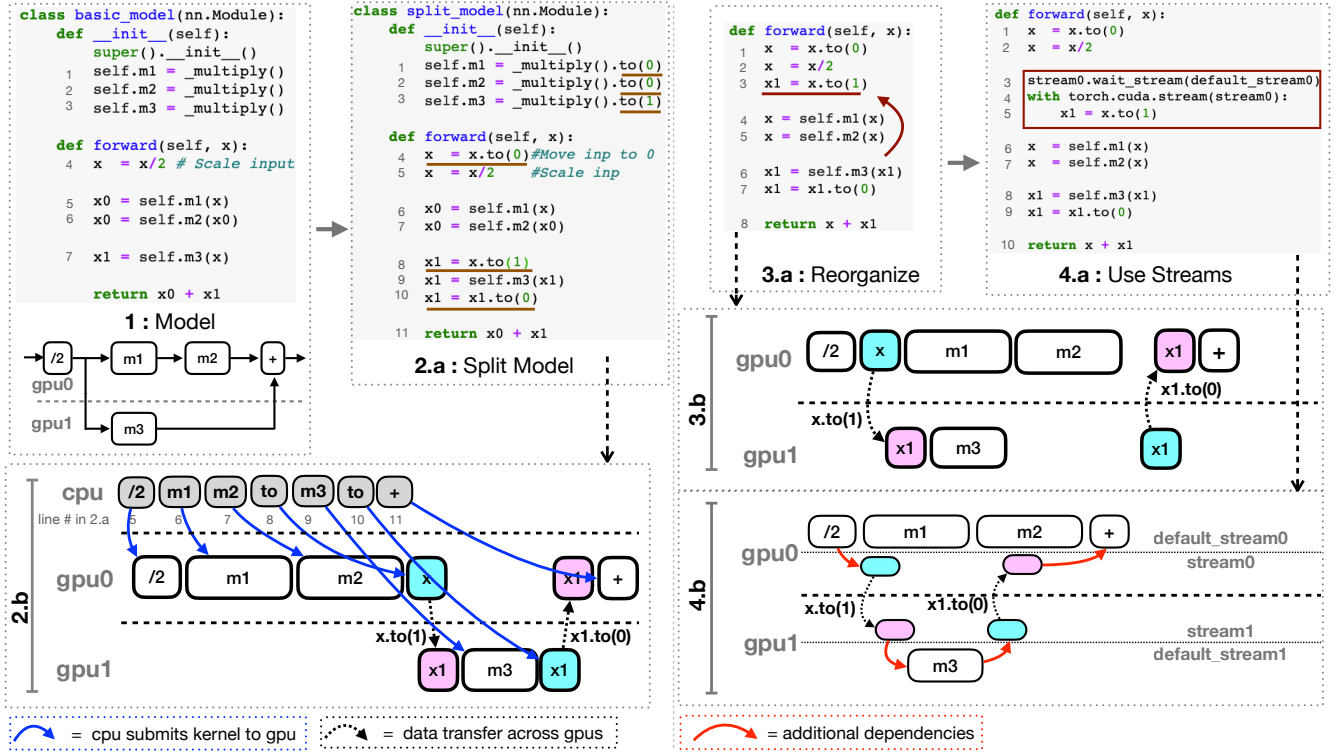 class basic_model(nn.Module):
def __init__(self):
super().__init__()
1 self.m1 = _multiply()
2 self.m2 = _multiply()
3 self.m3 = _multiply()
def forward(self, x):
4 x = x/2 # Scale input
5 x0 = self.m1(x)
6 x0 = self.m2(x0)
7 x1 = self.m3(x)
return x0 + x1
1 : Model
/2 m1 m2 +
gpu0
gpu1
m3
class split_model(nn.Module):
def __init__(self):
super().__init__()
1 self.m1 = _multiply().to(0)
2 self.m2 = _multiply().to(0)
3 self.m3 = _multiply().to(1)
def forward(self, x):
4 x = x.to(0)#Move inp to 0
5 x = x/2 #Scale inp
6 x0 = self.m1(x)
7 x0 = self.m2(x0)
8 x1 = x.to(1)
9 x1 = self.m3(x1)
10 x1 = x1.to(0)
11 return x0 + x1
2.a : Split Model
def forward(self, x):
1 x = x.to(0)
2 x = x/2
3 x1 = x.to(1)
4 x = self.m1(x)
5 x = self.m2(x)
6 x1 = self.m3(x1)
7 x1 = x1.to(0)
8 return x + x1
3.a : Reorganize
def forward(self, x):
1 x = x.to(0)
2 x = x/2
3 stream0.wait_stream(default_stream0)
4 with torch.cuda.stream(stream0):
5 x1 = x.to(1)
6 x = self.m1(x)
7 x = self.m2(x)
8 x1 = self.m3(x1)
9 x1 = x1.to(0)
10 return x + x1
4.a : Use Streams
2.b
cpu /2 m1 m2 to m3 to +
line # in 2.a 5 6 7 8 9 10 11
gpu0 /2 m1 m2 x x1 +
x.to(1) x1.to(0)
gpu1 x1 m3 x1
3.b
gpu0 /2 x m1 m2 x1 +
x.to(1) x1.to(0)
gpu1 x1 m3 x1
4.b
/2 m1 m2 +
default_stream0
gpu0
stream0
x.to(1) x1.to(0)
gpu1
stream1
default_stream1
m3
= cpu submits kernel to gpu
= data transfer across gpus
= additional dependencies